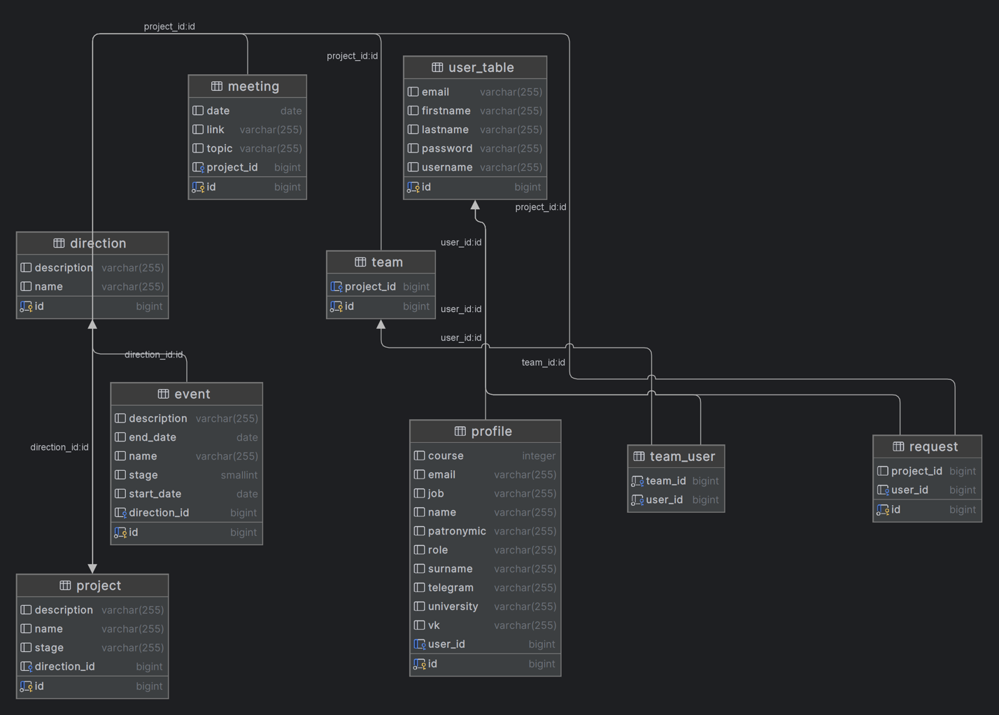 project_id:id
project_id:id
user_table
email varchar(255)
firstname varchar(255)
lastname varchar(255)
password varchar(255)
username varchar(255)
id bigint
meeting
date date
link varchar(255)
topic varchar(255)
project_id bigint
id bigint
project_id:id
user_id:id
direction
description varchar(255)
name varchar(255)
id bigint
team
project_id bigint
id bigint
user_id:id
user_id:id
team_id:id
direction_id:id
event
description varchar(255)
end_date date
name varchar(255)
stage smallint
start_date date
direction_id bigint
id bigint
direction_id:id
profile
course integer
email varchar(255)
job varchar(255)
name varchar(255)
patronymic varchar(255)
role varchar(255)
surname varchar(255)
telegram varchar(255)
university varchar(255)
vk varchar(255)
user_id bigint
id bigint
team_user
team_id bigint
user_id bigint
request
project_id bigint
user_id bigint
id bigint
project
description varchar(255)
name varchar(255)
stage varchar(255)
direction_id bigint
id bigint